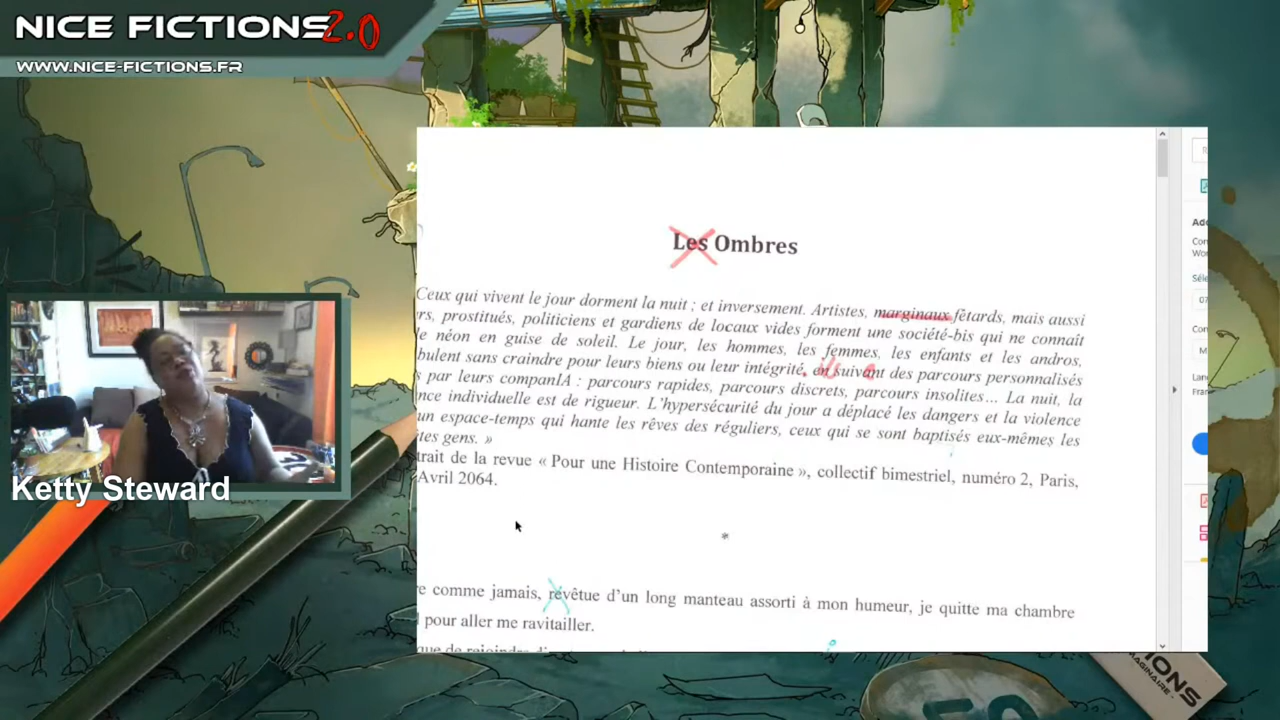 NICE FICTIONS 2.0
WWW.NICE-FICTIONS.FR
Les Ombres
Ceux qui vivent le jour dorment la nuit ; et inversement. Artistes, marginaux fêtards, mais aussi
rs, prostitués, politiciens et gardiens de locaux vides forment une société-bis qui ne connaît
le néon en guise de soleil. Le jour, les hommes, les femmes, les enfants et les andros,
bulent sans craindre pour leurs biens ou leur intégrité, en suivant des parcours personnalisés
s par leurs companIA : parcours rapides, parcours discrets, parcours insolites... La nuit, la
nce individuelle est de rigueur. L'hypersécurité du jour a déplacé les dangers et la violence
un espace-temps qui hante les rêves des réguliers, ceux qui se sont baptisés eux-mêmes les
tes gens. »
trait de la revue « Pour une Histoire Contemporaine », collectif bimestriel, numéro 2, Paris,
Avril 2064.
*
e comme jamais, revêtue d'un long manteau assorti à mon humeur, je quitte ma chambre
pour aller me ravitailler.
Ketty Steward